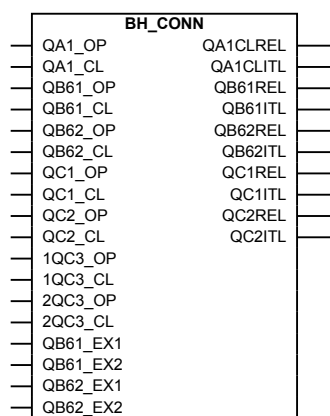 BH_CONN
QA1_OP QA1CLREL
QA1_CL QA1CLITL
QB61_OP QB61REL
QB61_CL QB61ITL
QB62_OP QB62REL
QB62_CL QB62ITL
QC1_OP QC1REL
QC1_CL QC1ITL
QC2_OP QC2REL
QC2_CL QC2ITL
1QC3_OP
1QC3_CL
2QC3_OP
2QC3_CL
QB61_EX1
QB61_EX2
QB62_EX1
QB62_EX2